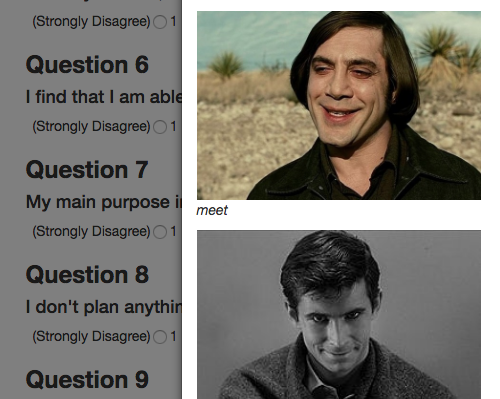 (Strongly Disagree) 1
Question 6
I find that I am able
(Strongly Disagree) 1
Question 7
My main purpose i
(Strongly Disagree) 1
Question 8
I don't plan anythin
(Strongly Disagree) 1
Question 9
meet